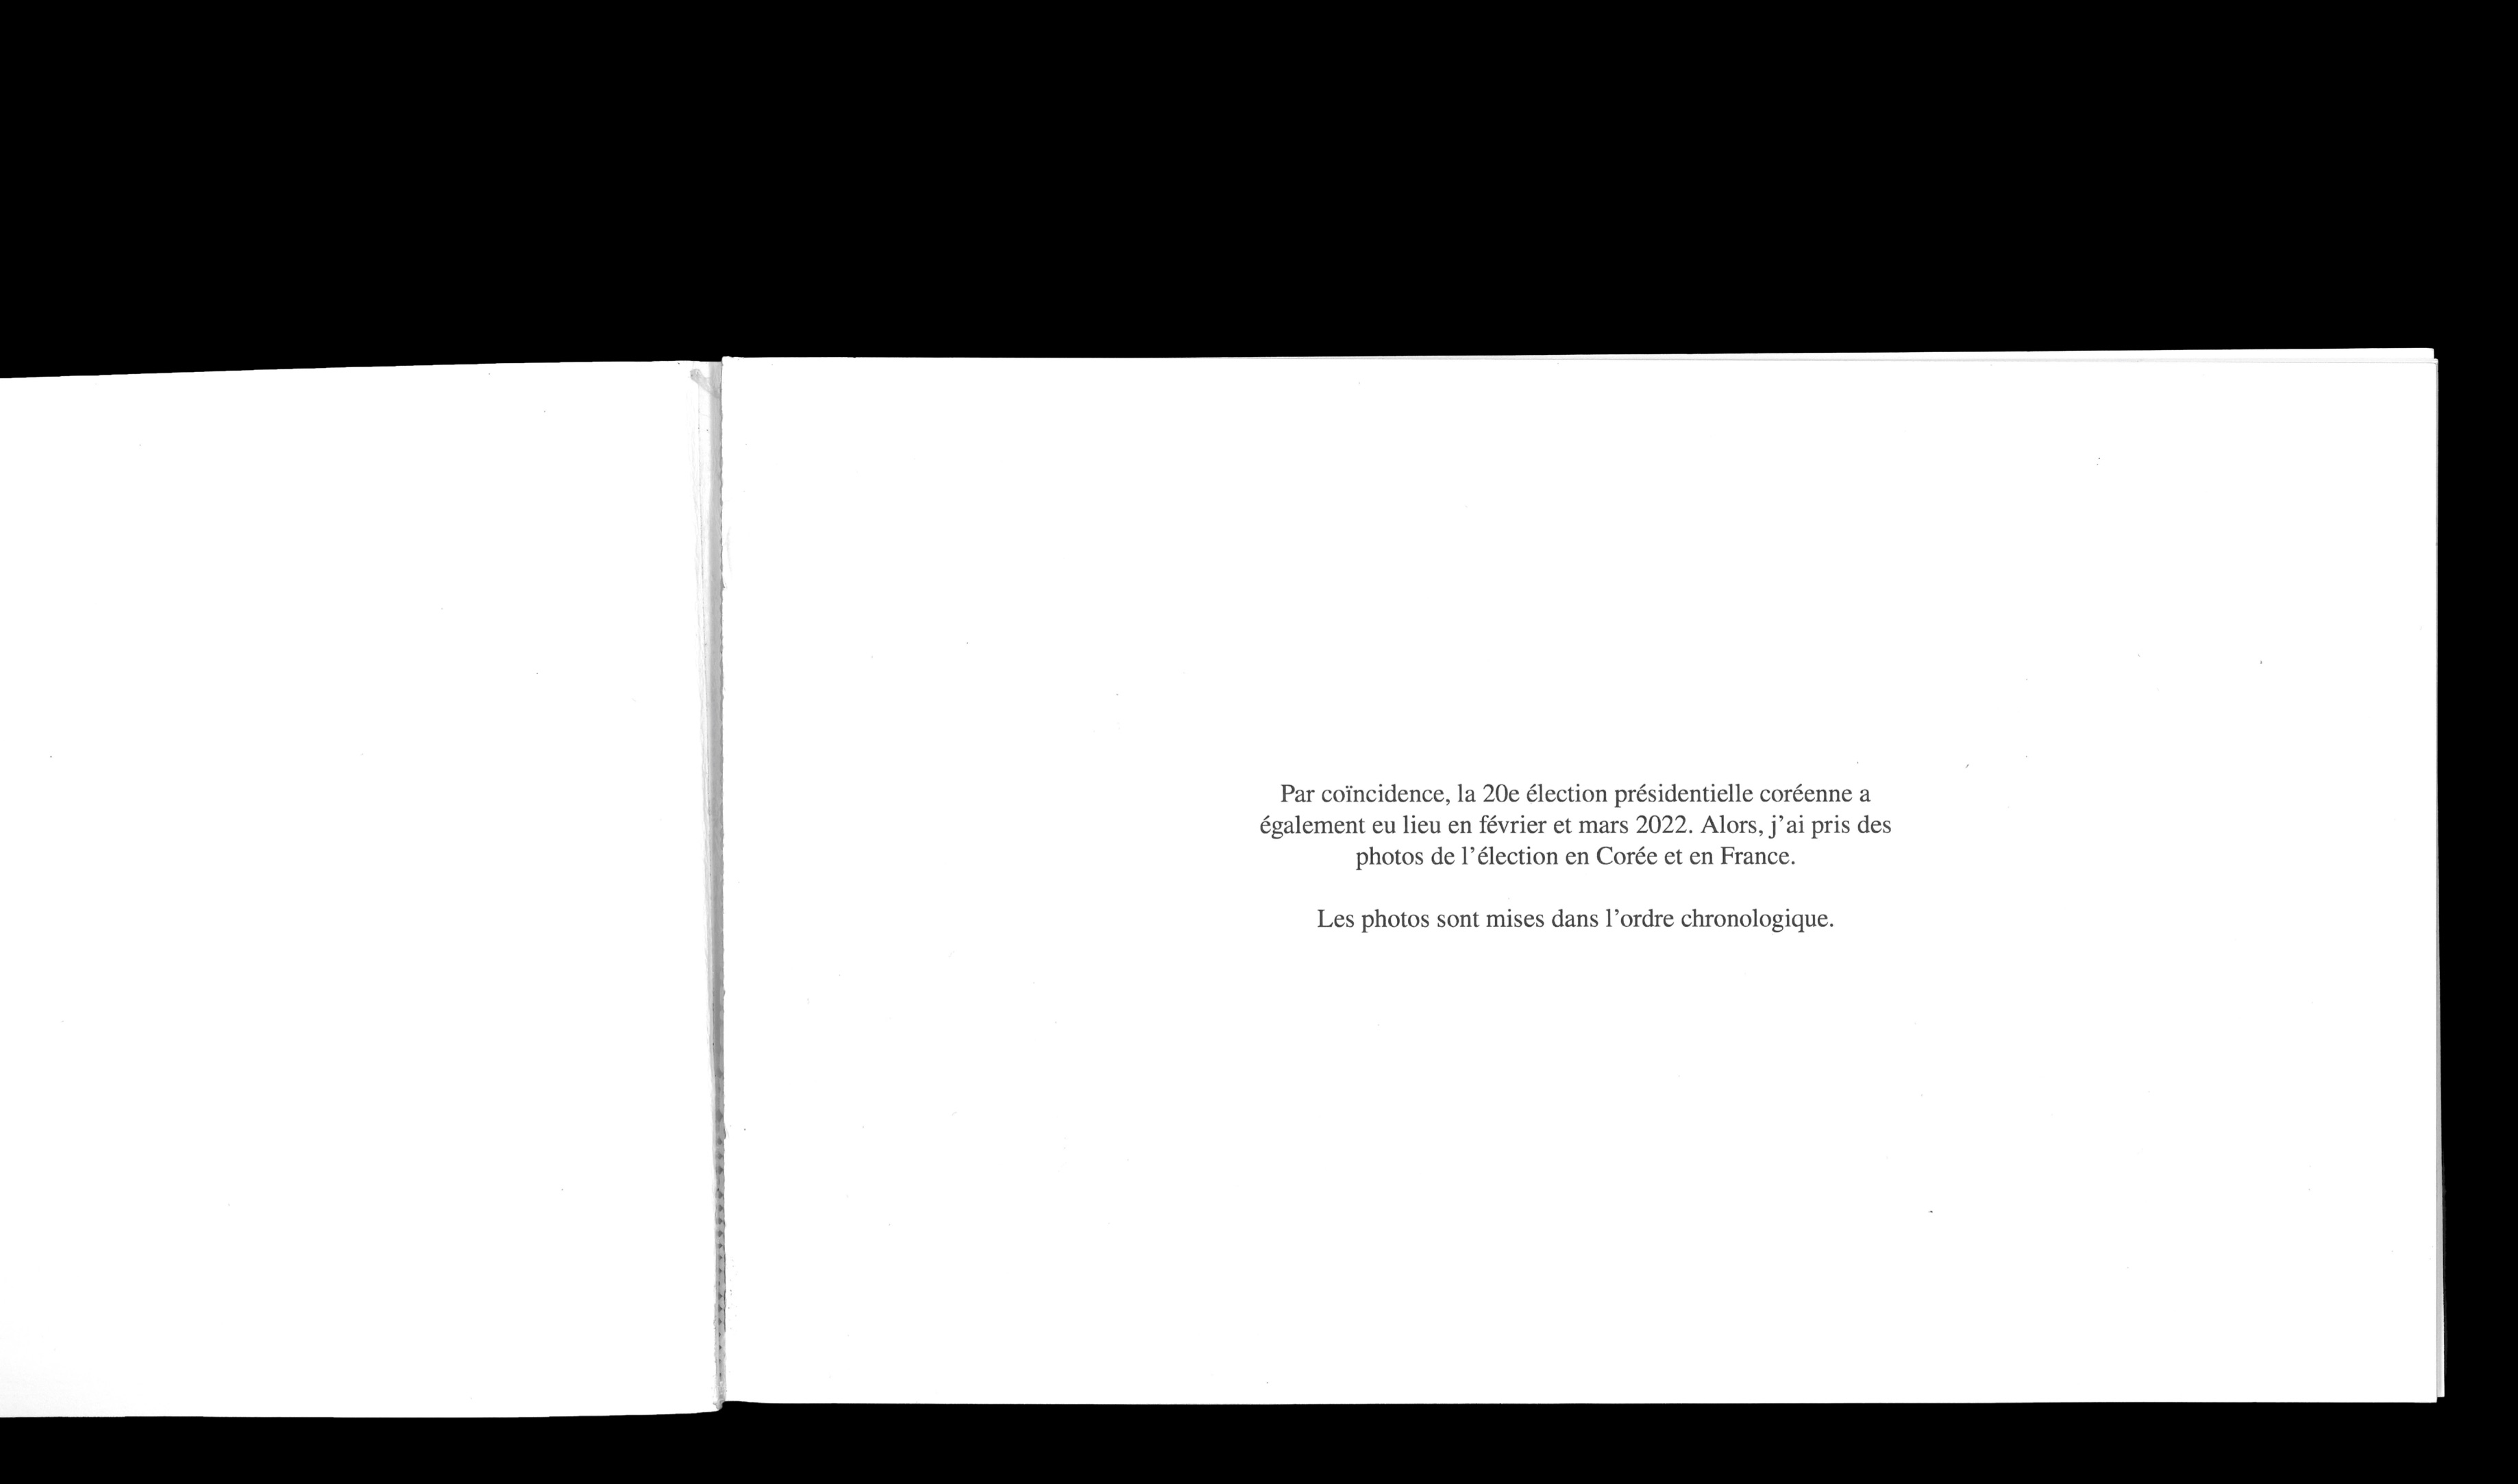 Par coïncidence, la 20e élection présidentielle coréenne a
également eu lieu en février et mars 2022. Alors, j’ai pris des
photos de l’élection en Corée et en France.
Les photos sont mises dans l’ordre chronologique.